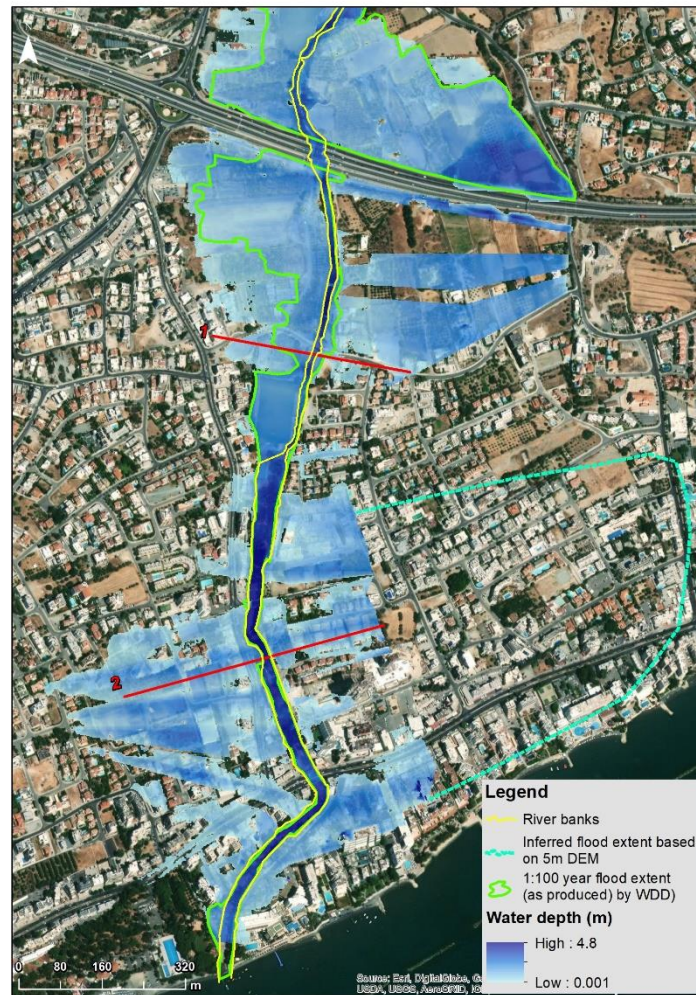 1
2
Legend
River banks
Inferred flood extent based
on 5m DEM
1:100 year flood extent
(as produced) by WDD)
Water depth (m)
High : 4.8
Low : 0.001
0 80 160 320
m
Source: Esri, DigitalGlobe,
USDA, USGS, AeroGRID,